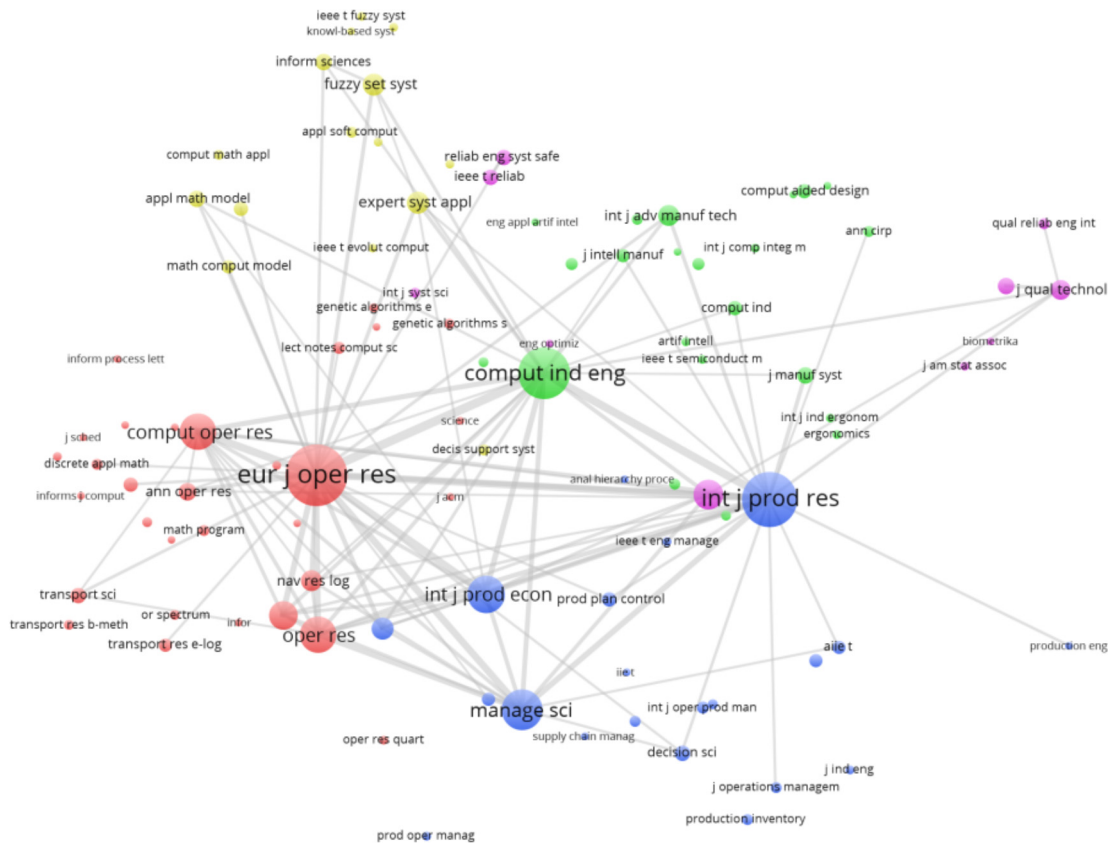 ieee t fuzzy syst
knowl-based syst
inform sciences
fuzzy set syst
appl soft comput
comput math appl
reliab eng syst safe
ieee t reliab
appl math model
expert syst appl
comput aided design
int j adv manuf tech
eng appl artif intel
qual reliab eng int
ann cirp
ieee t evolut comput
int j comp integ m
j intell manuf
math comput model
j qual technol
int j syst sci
genetic algorithms e
comput ind
genetic algorithms s
eng optimiz
artif intell
biometrika
lect notes comput sc
inform process lett
ieee t semiconduct m
j am stat assoc
comput ind eng
j manuf syst
int j ind ergonom
science
comput oper res
j sched
ergonomics
decis support syst
discrete appl math
eur j oper res
anal hierarchy proce
ann oper res
informs j comput
j acm
int j prod res
math program
ieee t eng manage
nav res log
transport sci
int j prod econ
prod plan control
or spectrum
infor
transport res b-meth
oper res
transport res e-log
aiie t
production eng
iie t
manage sci
int j oper prod man
supply chain manag
oper res quart
decision sci
j ind eng
j operations managem
production inventory
prod oper manag